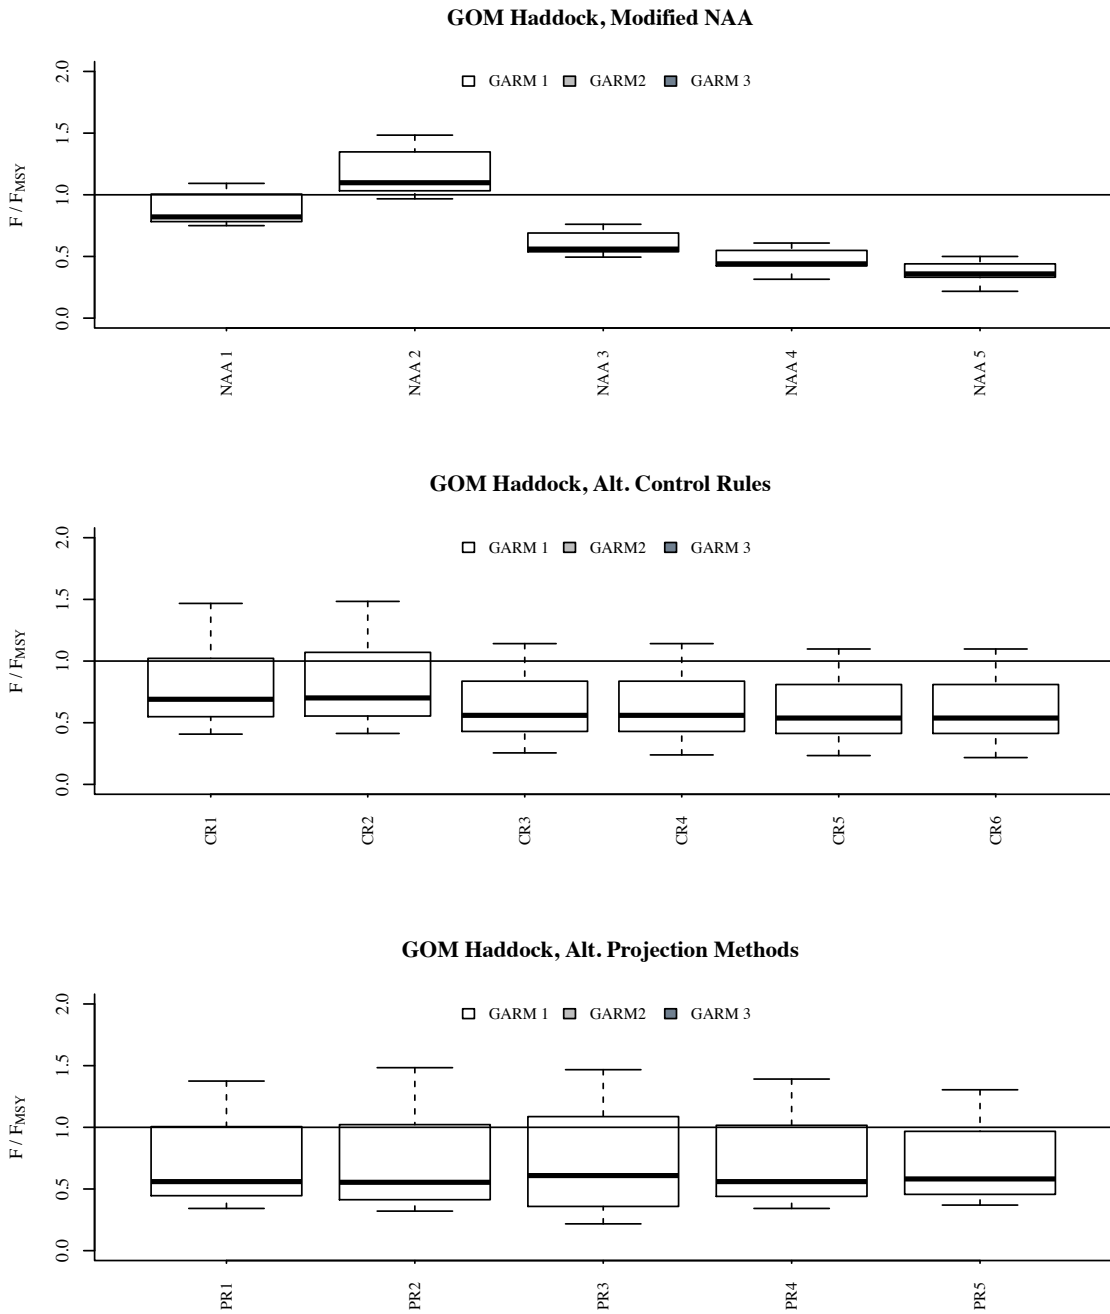 GOM Haddock, Modified NAA
GARM 1 GARM2 GARM 3
F / FMSY
2.0
1.5
1.0
0.5
0.0
NAA 1 NAA 2 NAA 3 NAA 4 NAA 5
GOM Haddock, Alt. Control Rules
GARM 1 GARM2 GARM 3
F / FMSY
2.0
1.5
1.0
0.5
0.0
CR1 CR2 CR3 CR4 CR5 CR6
GOM Haddock, Alt. Projection Methods
GARM 1 GARM2 GARM 3
F / FMSY
2.0
1.5
1.0
0.5
0.0
PR1 PR2 PR3 PR4 PR5